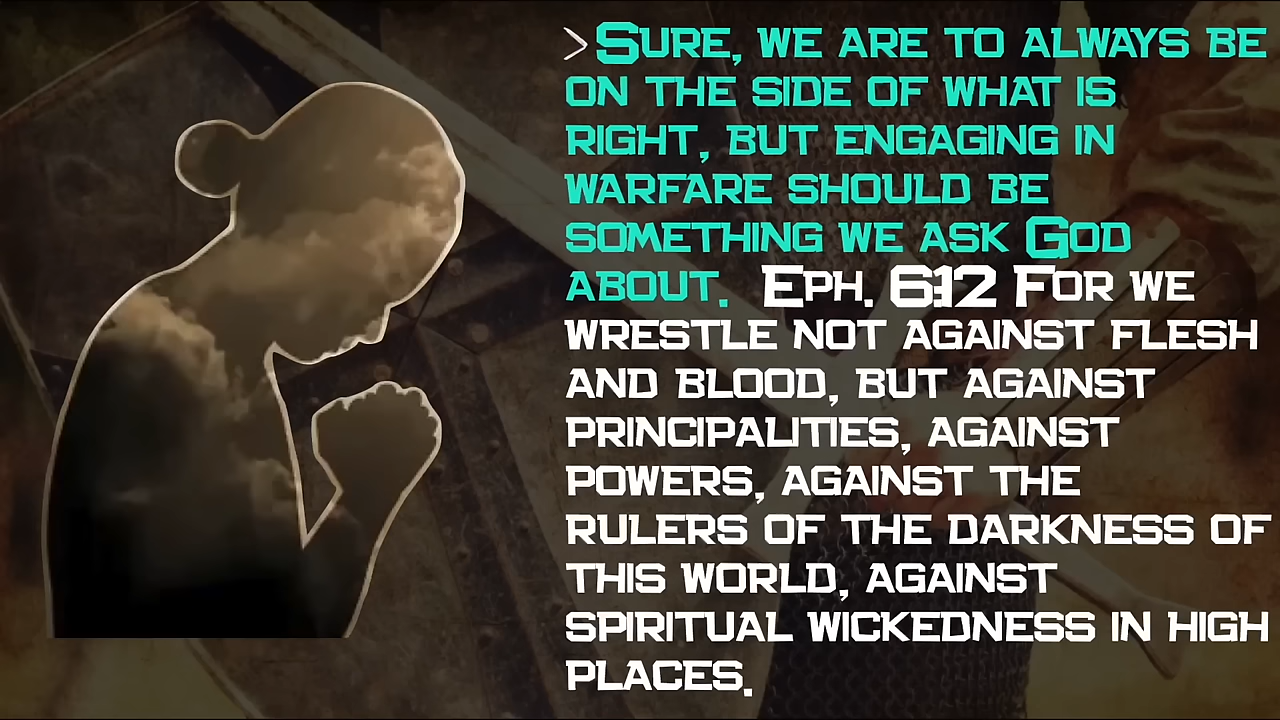 >Sure, we are to always be
on the side of what is
right, but engaging in
warfare should be
something we ask God
about. Eph. 6:12 For we
wrestle not against flesh
and blood, but against
principalities, against
powers, against the
rulers of the darkness of
this world, against
spiritual wickedness in high
places.